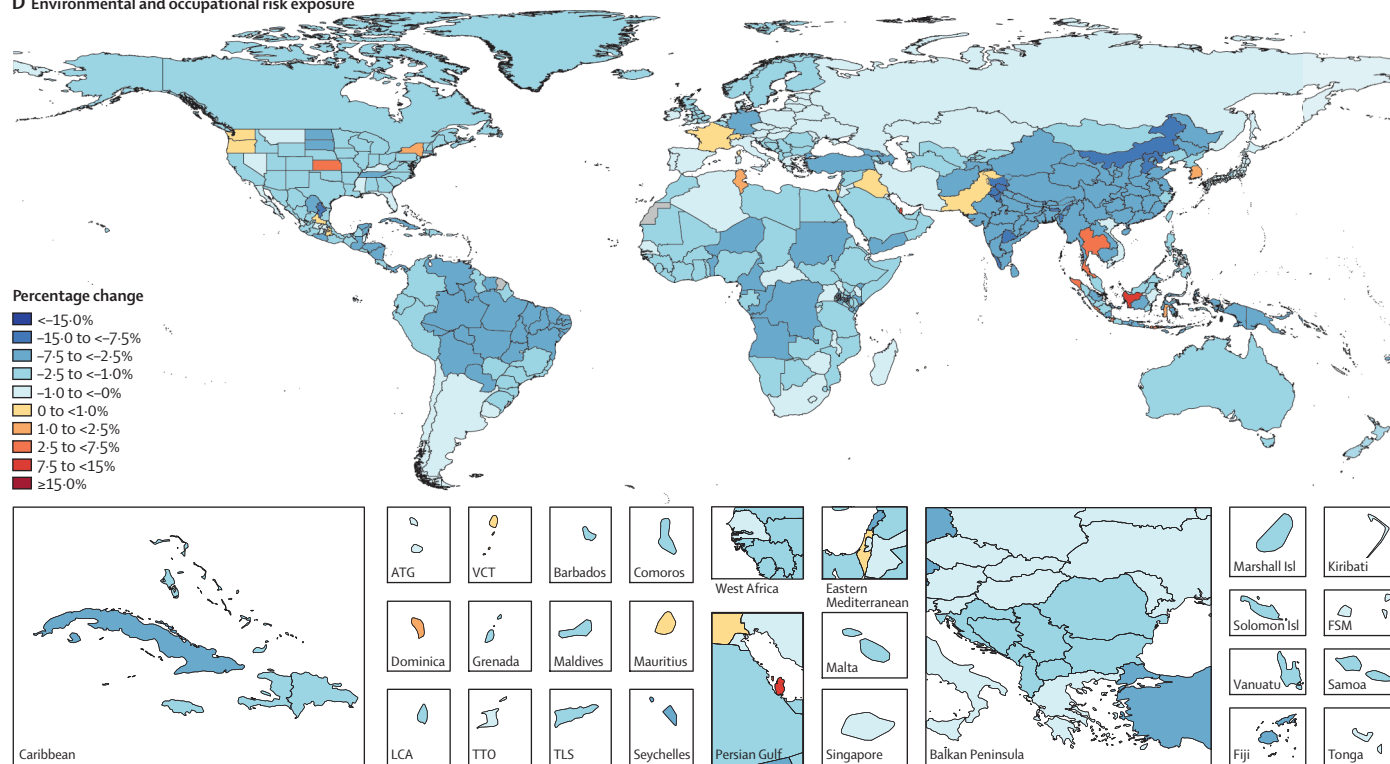 D Environmental and occupational risk exposure
Percentage change
<–15·0%
–15·0 to <–7·5%
–7·5 to <–2·5%
–2·5 to <–1·0%
–1·0 to <–0%
0 to <1·0%
1·0 to <2·5%
2·5 to <7·5%
7·5 to <15%
≥15·0%
Caribbean
ATG
VCT
Barbados
Comoros
Dominica
Grenada
Maldives
Mauritius
LCA
TTO
TLS
Seychelles
West Africa
Eastern
Mediterranean
Persian Gulf
Malta
Singapore
Balkan Peninsula
Marshall Isl
Kiribati
Solomon Isl
FSM
Vanuatu
Samoa
Fiji
Tonga